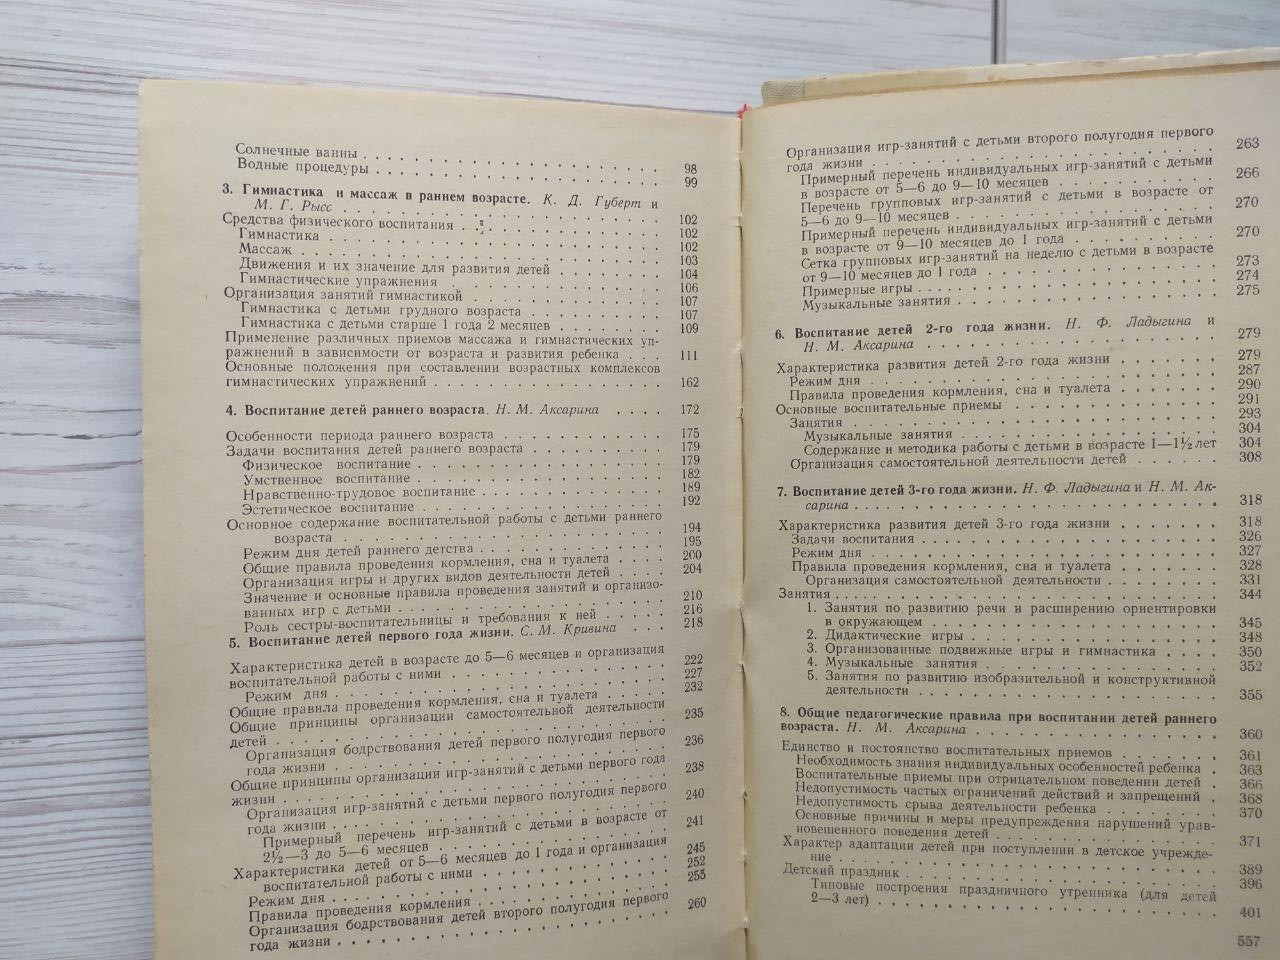 Солнечные ванны . . . . . . . . . . . . . . . . . . 98
Водные процедуры . . . . . . . . . . . . . . . . . . 99
3. Гимнастика и массаж в раннем возрасте. К. Д. Губерт и
М. Г. Рысс . . . . . . . . . . . . . . . . . . 102
Средства физического воспитания . . . . . . . . . . . . 102
Гимнастика . . . . . . . . . . . . . . . . . . 102
Массаж . . . . . . . . . . . . . . . . . . 103
Движения и их значение для развития детей . . . . . . . 104
Гимнастические упражнения . . . . . . . . . . . . 106
Организация занятий гимнастикой . . . . . . . . . . . . 107
Гимнастика с детьми грудного возраста . . . . . . . . . 107
Гимнастика с детьми старше 1 года 2 месяцев . . . . . . . 109
Применение различных приемов массажа и гимнастических уп-
ражнений в зависимости от возраста и развития ребенка . . . 111
Основные положения при составлении возрастных комплексов
гимнастических упражнений . . . . . . . . . . . . . . 162
4. Воспитание детей раннего возраста. Н. М. Аксарина . . . . 172
Особенности периода раннего возраста . . . . . . . . . . . 175
Задачи воспитания детей раннего возраста . . . . . . . . . 179
Физическое воспитание . . . . . . . . . . . . . . . 179
Умственное воспитание . . . . . . . . . . . . . . . 182
Нравственно-трудовое воспитание . . . . . . . . . . . . 189
Эстетическое воспитание . . . . . . . . . . . . . . . 192
Основное содержание воспитательной работы с детьми раннего
возраста . . . . . . . . . . . . . . . . . . 194
Режим дня детей раннего детства . . . . . . . . . . . . 195
Общие правила проведения кормления, сна и туалета . . . . 200
Организация игры и других видов деятельности детей . . . . 204
Значение и основные правила проведения занятий и организо-
ванных игр с детьми . . . . . . . . . . . . . . . . 210
Роль сестры-воспитательницы и требования к ней . . . . . 216
5. Воспитание детей первого года жизни. С. М. Кривина . . . 218
Характеристика детей в возрасте до 5—6 месяцев и организация
воспитательной работы с ними . . . . . . . . . . . . . 222
Режим дня . . . . . . . . . . . . . . . . . . 227
Общие правила проведения кормления, сна и туалета . . . . . 232
Общие принципы организации самостоятельной деятельности
детей . . . . . . . . . . . . . . . . . . 235
Организация бодрствования детей первого полугодия первого
года жизни . . . . . . . . . . . . . . . . . . 236
Общие принципы организации игр-занятий с детьми первого года
жизни . . . . . . . . . . . . . . . . . . 238
Организация игр-занятий с детьми первого полугодия первого
года жизни . . . . . . . . . . . . . . . . . . 240
Примерный перечень игр-занятий с детьми в возрасте от
2½—3 до 5—6 месяцев . . . . . . . . . . . . . . 241
Характеристика детей от 5—6 месяцев до 1 года и организация
воспитательной работы с ними . . . . . . . . . . . . . 245
Режим дня . . . . . . . . . . . . . . . . . . 252
Правила проведения кормления . . . . . . . . . . . . . 255
Организация бодрствования детей второго полугодия первого
года жизни . . . . . . . . . . . . . . . . . . 260
Организация игр-занятий с детьми второго полугодия первого
года жизни . . . . . . . . . . . . . . . . . . 263
Примерный перечень индивидуальных игр-занятий с детьми
в возрасте от 5—6 до 9—10 месяцев . . . . . . . . . . 266
Перечень групповых игр-занятий с детьми в возрасте от
5—6 до 9—10 месяцев . . . . . . . . . . . . . . . 270
Примерный перечень индивидуальных игр-занятий с детьми
в возрасте от 9—10 месяцев до 1 года . . . . . . . . . 270
Сетка групповых игр-занятий на неделю с детьми в возрасте
от 9—10 месяцев до 1 года . . . . . . . . . . . . . 273
Примерные игры . . . . . . . . . . . . . . . . . 274
Музыкальные занятия . . . . . . . . . . . . . . . . 275
6. Воспитание детей 2-го года жизни. Н. Ф. Ладыгина и
Н. М. Аксарина . . . . . . . . . . . . . . . . . 279
Характеристика развития детей 2-го года жизни . . . . . . . 279
Режим дня . . . . . . . . . . . . . . . . . . 287
Правила проведения кормления, сна и туалета . . . . . . . 290
Основные воспитательные приемы . . . . . . . . . . . . 291
Занятия . . . . . . . . . . . . . . . . . . 293
Музыкальные занятия . . . . . . . . . . . . . . . 304
Содержание и методика работы с детьми в возрасте 1—1½ лет 304
Организация самостоятельной деятельности детей . . . . . . 308
7. Воспитание детей 3-го года жизни. Н. Ф. Ладыгина и Н. М. Ак-
сарина . . . . . . . . . . . . . . . . . . 318
Характеристика развития детей 3-го года жизни . . . . . . . 318
Задачи воспитания . . . . . . . . . . . . . . . . 326
Режим дня . . . . . . . . . . . . . . . . . . 327
Правила проведения кормления, сна и туалета . . . . . . . 328
Организация самостоятельной деятельности . . . . . . . . 331
Занятия . . . . . . . . . . . . . . . . . . 344
1. Занятия по развитию речи и расширению ориентировки
в окружающем . . . . . . . . . . . . . . . . . 345
2. Дидактические игры . . . . . . . . . . . . . . . 348
3. Организованные подвижные игры и гимнастика . . . . 350
4. Музыкальные занятия . . . . . . . . . . . . . . 352
5. Занятия по развитию изобразительной и конструктивной
деятельности . . . . . . . . . . . . . . . . . 355
8. Общие педагогические правила при воспитании детей раннего
возраста. Н. М. Аксарина . . . . . . . . . . . . . . 360
Единство и постоянство воспитательных приемов . . . . . . . 361
Необходимость знания индивидуальных особенностей ребенка . 363
Воспитательные приемы при отрицательном поведении детей . 366
Недопустимость частых ограничений действий и запрещений . 368
Недопустимость срыва деятельности ребенка . . . . . . . . 370
Основные причины и меры предупреждения нарушений урав-
новешенного поведения детей . . . . . . . . . . . . . 371
Характер адаптации детей при поступлении в детское учрежде-
ние . . . . . . . . . . . . . . . . . . 389
Детский праздник . . . . . . . . . . . . . . . . . 396
Типовые построения праздничного утренника (для детей
2—3 лет) . . . . . . . . . . . . . . . . . . 401
557